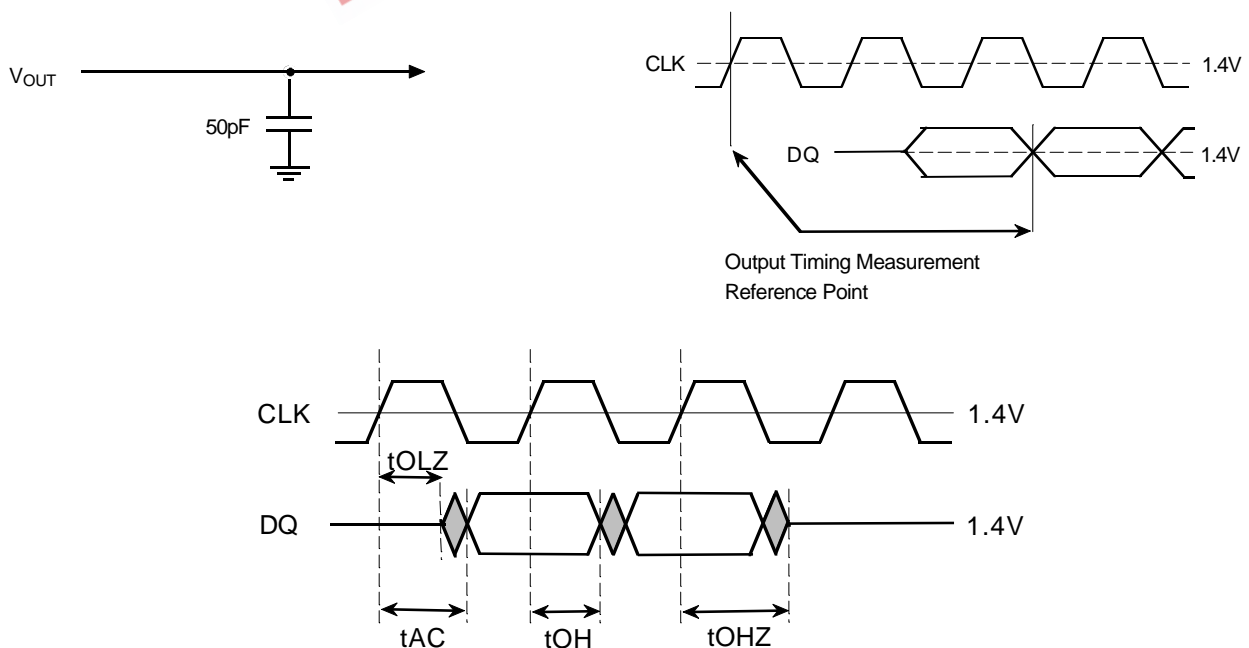 VOUT
50pF
CLK
1.4V
DQ
1.4V
Output Timing Measurement
Reference Point
CLK
1.4V
tOLZ
DQ
1.4V
tAC
tOH
tOHZ